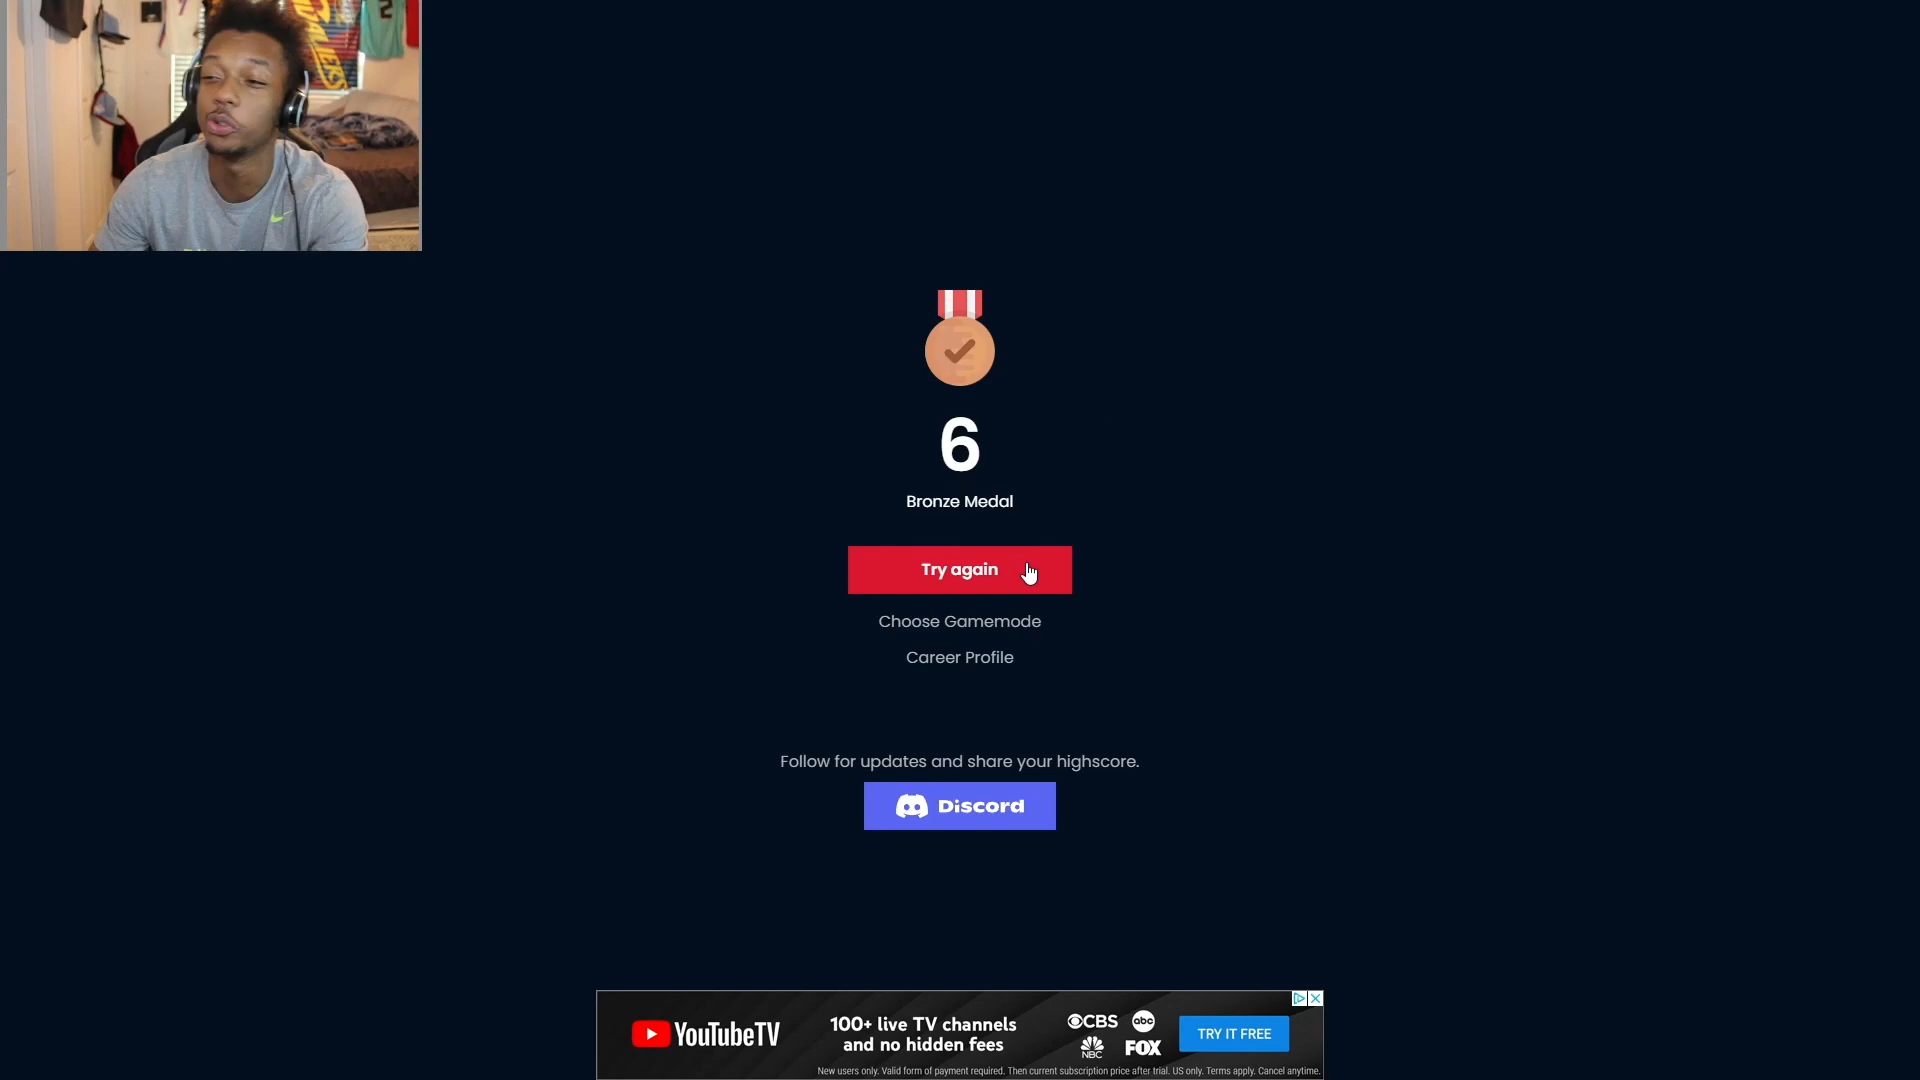 2
6
Bronze Medal
Try again
Choose Gamemode
Career Profile
Follow for updates and share your highscore.
Discord
YouTubeTV
100+ live TV channels
and no hidden fees
CBS abc
NBC FOX
TRY IT FREE
New users only. Valid form of payment required. Then current subscription price after trial. US only. Terms apply. Cancel anytime.